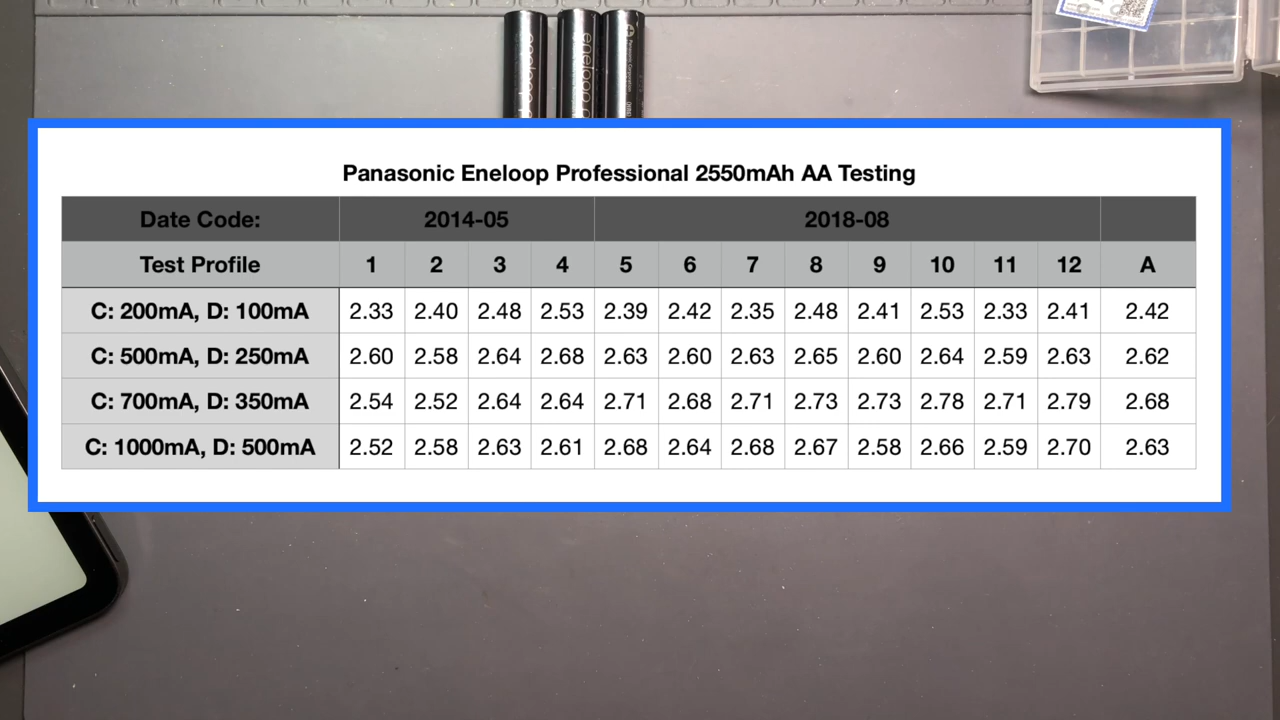 eneloop
eneloop
Panasonic Corporation
Panasonic Eneloop Professional 2550mAh AA Testing
Date Code: 2014-05 2018-08
Test Profile 1 2 3 4 5 6 7 8 9 10 11 12 A
C: 200mA, D: 100mA 2.33 2.40 2.48 2.53 2.39 2.42 2.35 2.48 2.41 2.53 2.33 2.41 2.42
C: 500mA, D: 250mA 2.60 2.58 2.64 2.68 2.63 2.60 2.63 2.65 2.60 2.64 2.59 2.63 2.62
C: 700mA, D: 350mA 2.54 2.52 2.64 2.64 2.71 2.68 2.71 2.73 2.73 2.78 2.71 2.79 2.68
C: 1000mA, D: 500mA 2.52 2.58 2.63 2.61 2.68 2.64 2.68 2.67 2.58 2.66 2.59 2.70 2.63